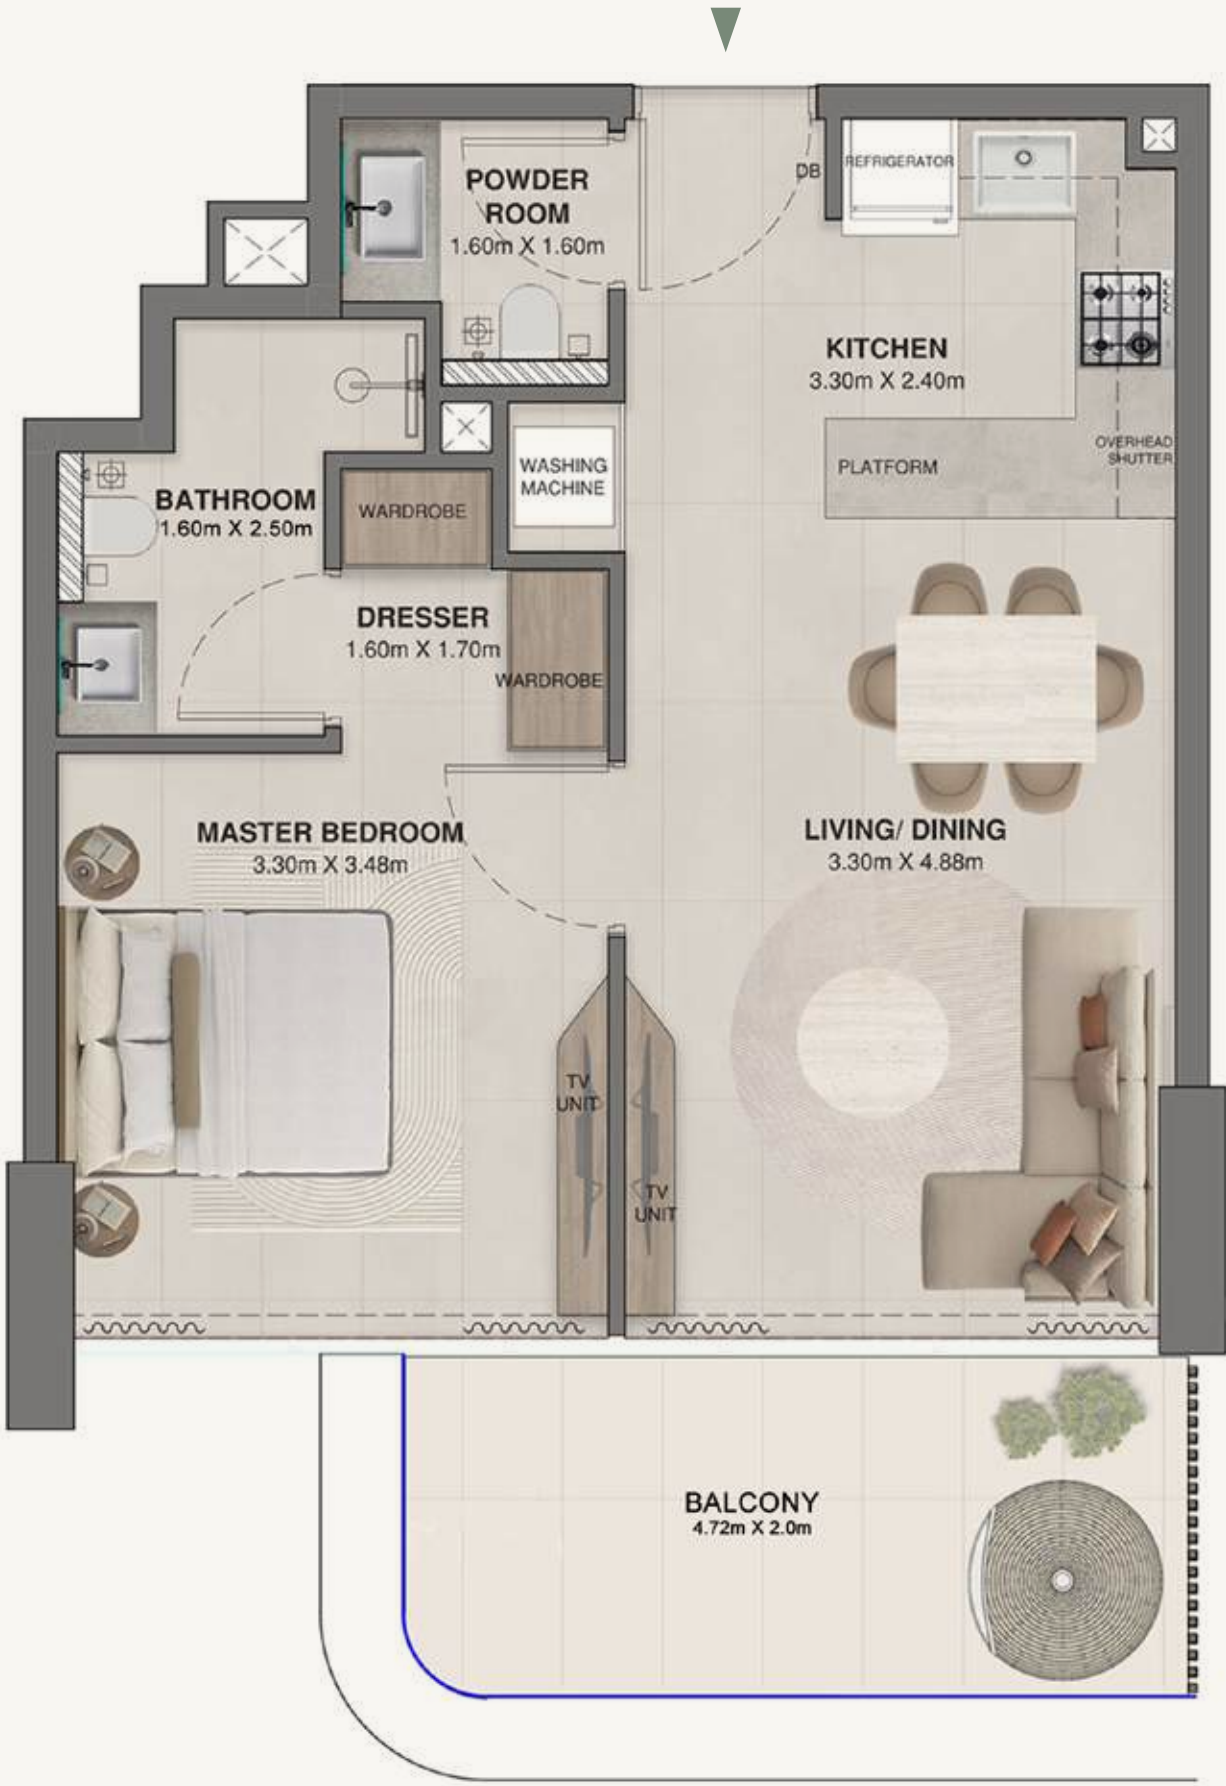 POWDER
ROOM
1.60m X 1.60m
DB
REFRIGERATOR
KITCHEN
3.30m X 2.40m
OVERHEAD
SHUTTER
PLATFORM
WASHING
MACHINE
WARDROBE
BATHROOM
1.60m X 2.50m
DRESSER
1.60m X 1.70m
WARDROBE
MASTER BEDROOM
3.30m X 3.48m
LIVING/ DINING
3.30m X 4.88m
TV
UNIT
TV
UNIT
BALCONY
4.72m X 2.0m